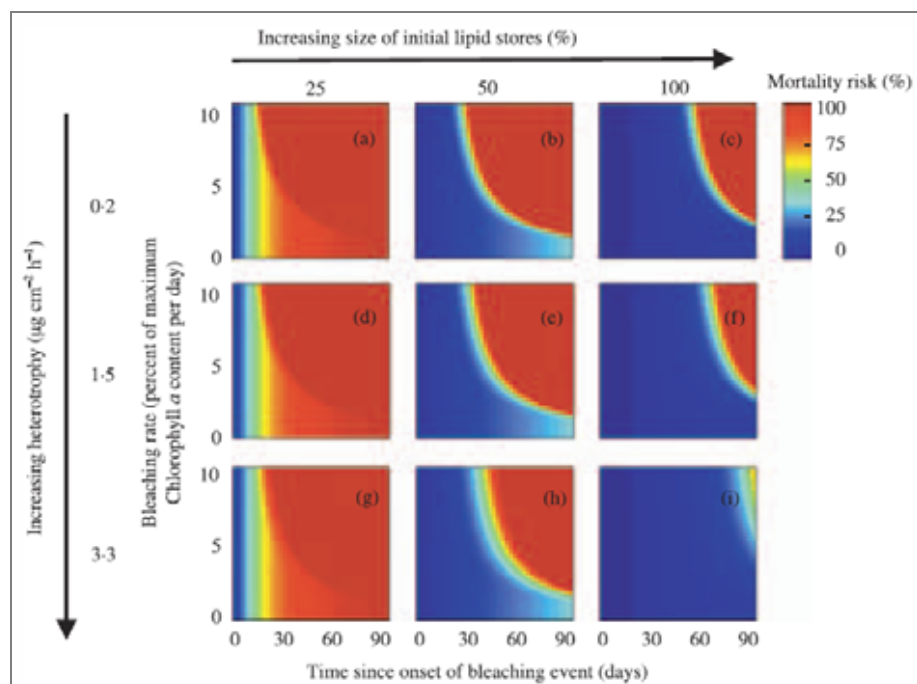 Increasing size of initial lipid stores (%)
25 50 100
Mortality risk (%)
100
75
50
25
0
Increasing heterotrophy (µg cm⁻² h⁻¹)
0·2
1·5
3·3
Bleaching rate (percent of maximum
Chlorophyll a content per day)
10
5
0
(a) (b) (c)
10
5
0
(d) (e) (f)
10
5
0
(g) (h) (i)
0 30 60 90 0 30 60 90 0 30 60 90
Time since onset of bleaching event (days)